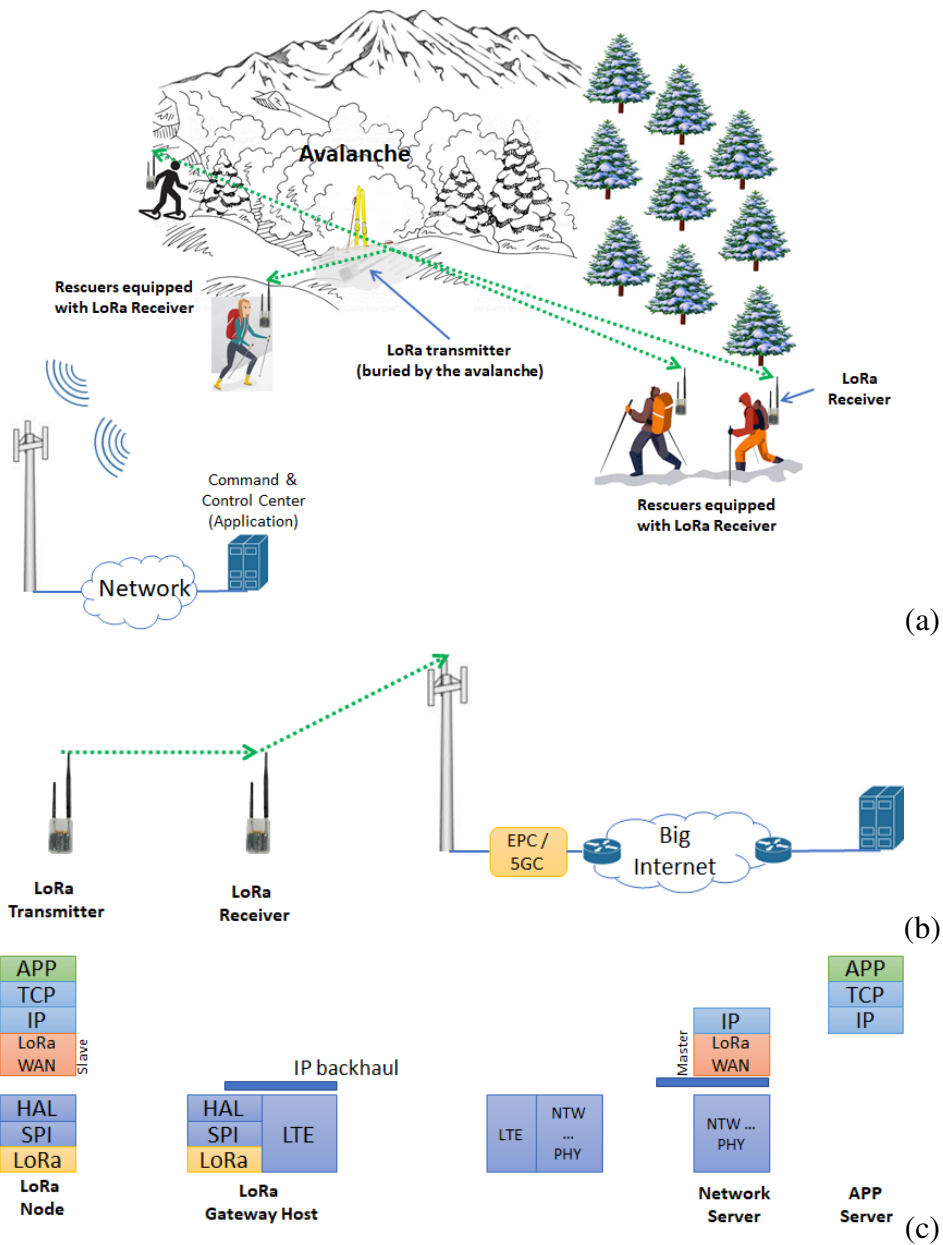 Avalanche
Rescuers equipped
with LoRa Receiver
LoRa transmitter
(buried by the avalanche)
LoRa
Receiver
Command &
Control Center
(Application)
Rescuers equipped
with LoRa Receiver
Network
(a)
EPC /
5GC
Big
Internet
LoRa
Transmitter
LoRa
Receiver
(b)
APP
TCP
IP
LoRa
WAN
Slave
HAL
SPI
LoRa
LoRa
Node
IP backhaul
HAL
SPI
LoRa
LTE
LoRa
Gateway Host
LTE
NTW
...
PHY
Master
IP
LoRa
WAN
NTW ...
PHY
Network
Server
APP
TCP
IP
APP
Server
(c)